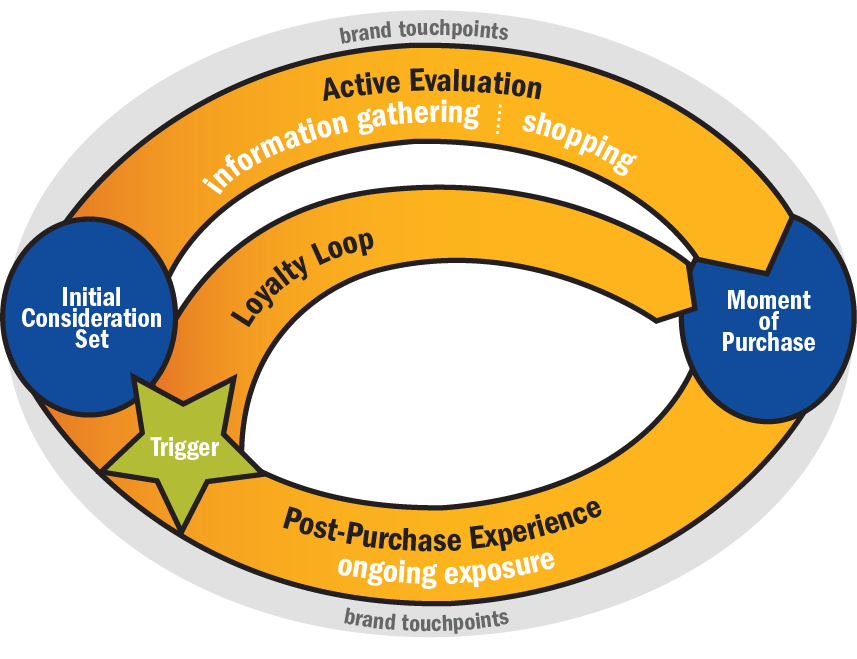 brand touchpoints
Active Evaluation
information gathering shopping
Loyalty Loop
Initial
Consideration
Set
Moment
of
Purchase
Trigger
Post-Purchase Experience
ongoing exposure
brand touchpoints